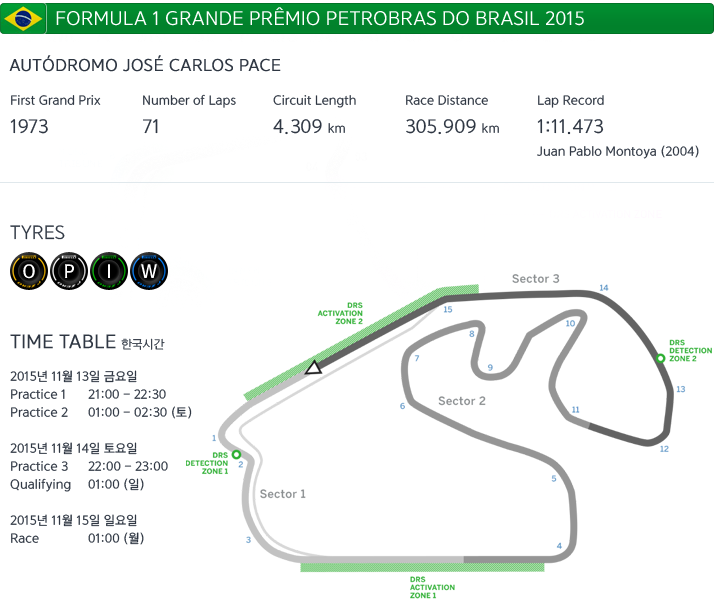 FORMULA 1 GRANDE PRÊMIO PETROBRAS DO BRASIL 2015
AUTÓDROMO JOSÉ CARLOS PACE
First Grand Prix Number of Laps Circuit Length Race Distance Lap Record
1973 71 4.309 km 305.909 km 1:11.473
Juan Pablo Montoya (2004)
TYRES
O P I W
TIME TABLE 한국시간
2015년 11월 13일 금요일
Practice 1 21:00 – 22:30
Practice 2 01:00 – 02:30 (토)
2015년 11월 14일 토요일
Practice 3 22:00 – 23:00
Qualifying 01:00 (일)
2015년 11월 15일 일요일
Race 01:00 (월)
Sector 3
14
DRS
ACTIVATION
ZONE 2
15
10
8
DRS
DETECTION
ZONE 2
7
9
13
6
Sector 2
11
1
12
DRS
DETECTION
ZONE 1
2
5
Sector 1
3
4
DRS
ACTIVATION
ZONE 1